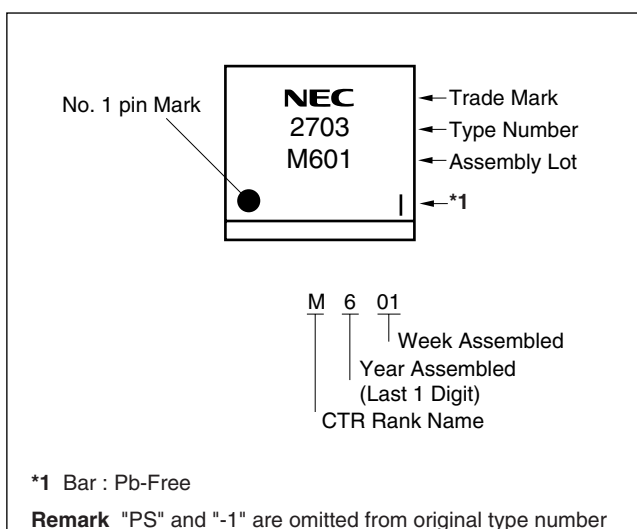 NEC
2703
M601
No. 1 pin Mark
Trade Mark
Type Number
Assembly Lot
*1
M 6 01
Week Assembled
Year Assembled
(Last 1 Digit)
CTR Rank Name
*1 Bar : Pb-Free
Remark "PS" and "-1" are omitted from original type number